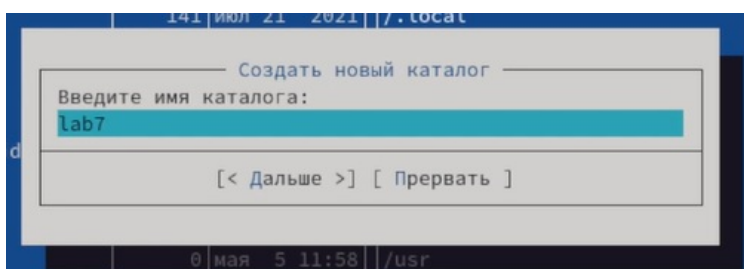 141 июл 21 2021 /.local
Создать новый каталог
Введите имя каталога:
lab7
d
[< Дальше >] [ Прервать ]
0 мая 5 11:58 /usr